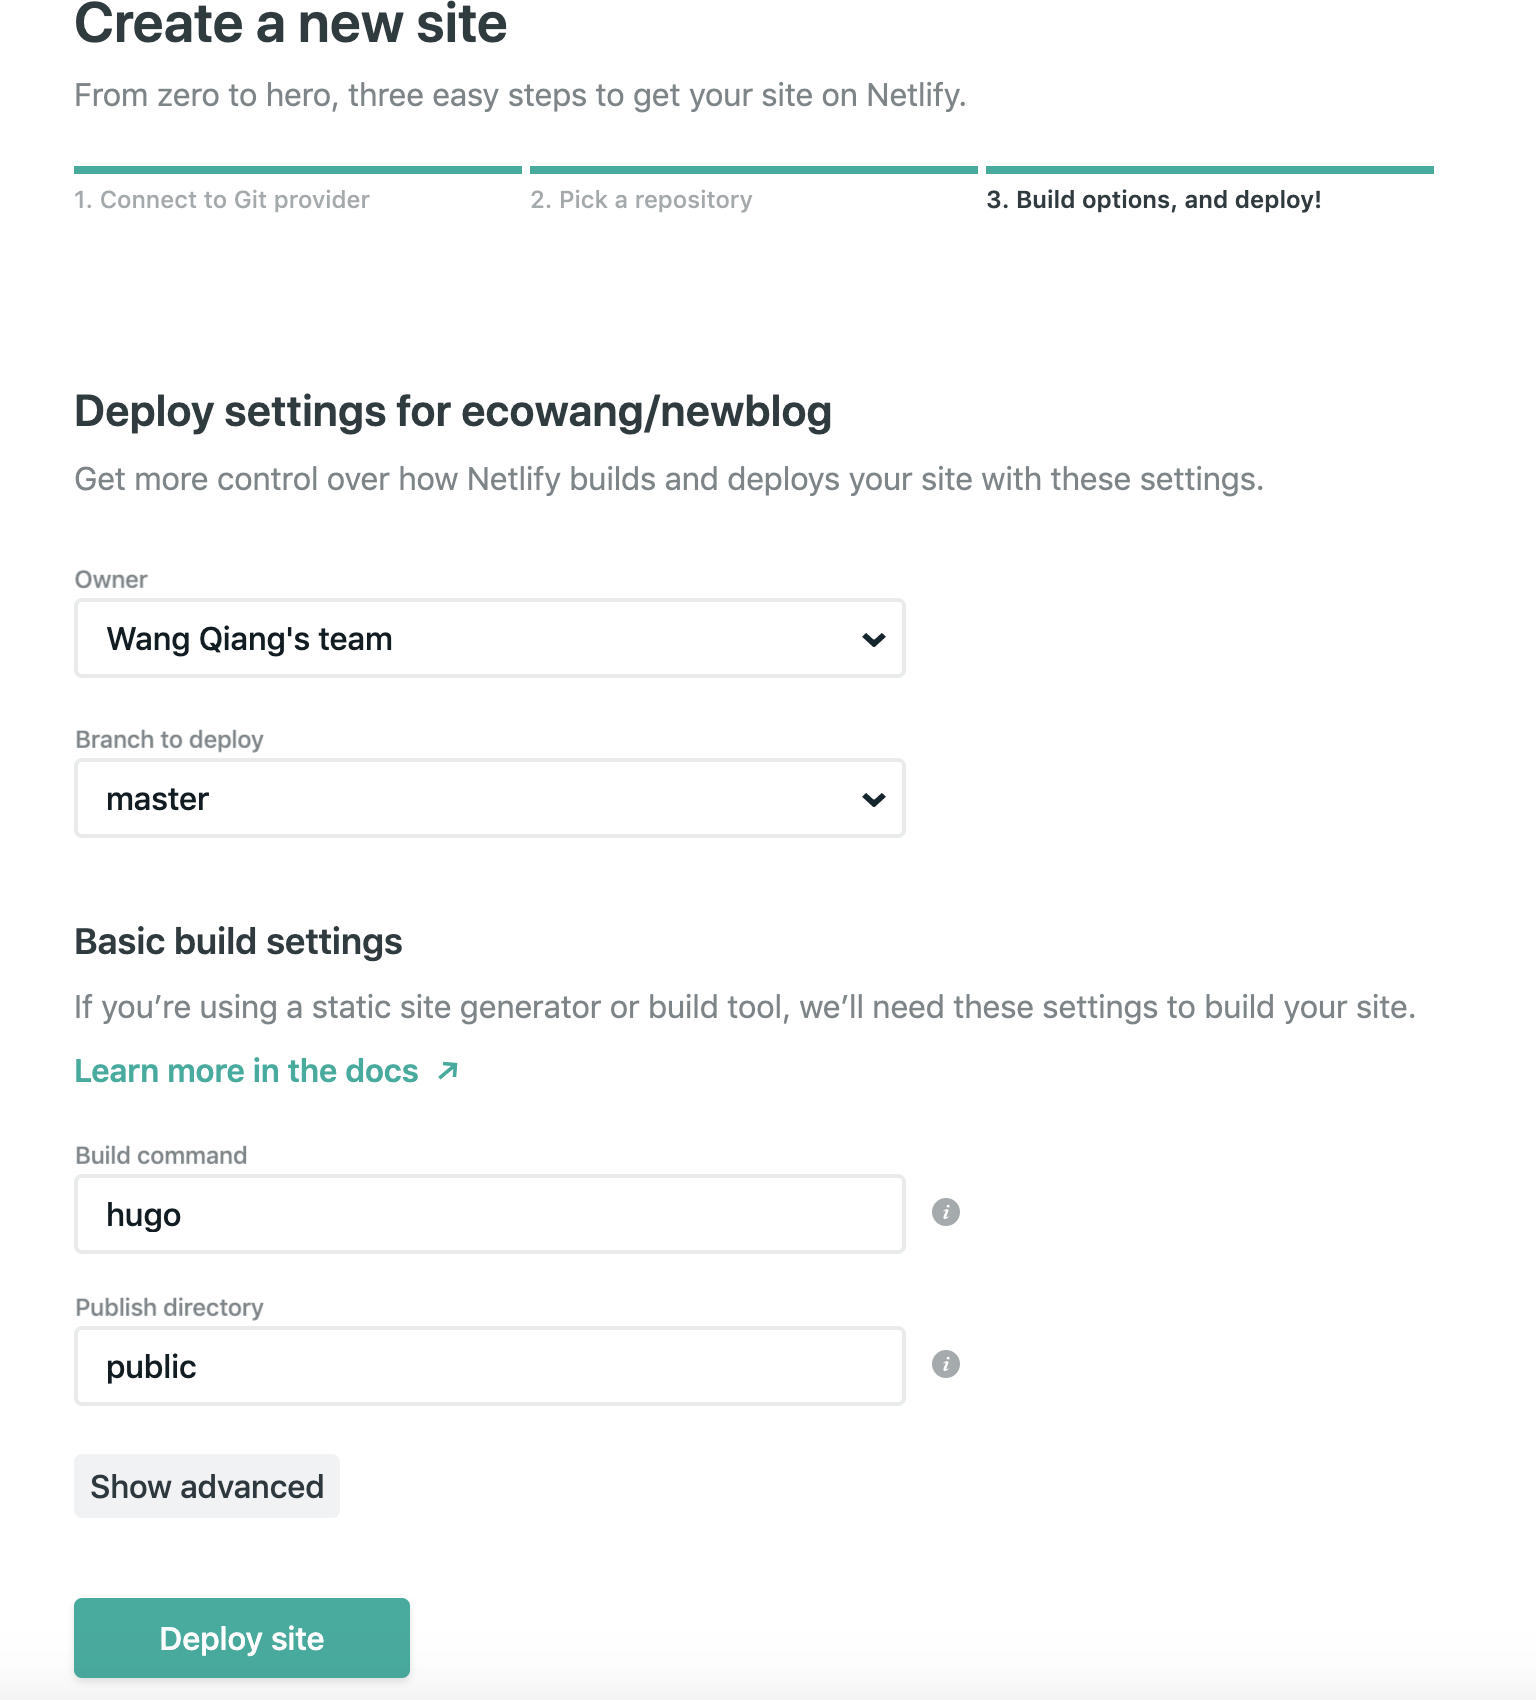 Create a new site
From zero to hero, three easy steps to get your site on Netlify.
1. Connect to Git provider
2. Pick a repository
3. Build options, and deploy!
Deploy settings for ecowang/newblog
Get more control over how Netlify builds and deploys your site with these settings.
Owner
Wang Qiang's team
Branch to deploy
master
Basic build settings
If you’re using a static site generator or build tool, we’ll need these settings to build your site.
Learn more in the docs ↗
Build command
hugo
i
Publish directory
public
i
Show advanced
Deploy site